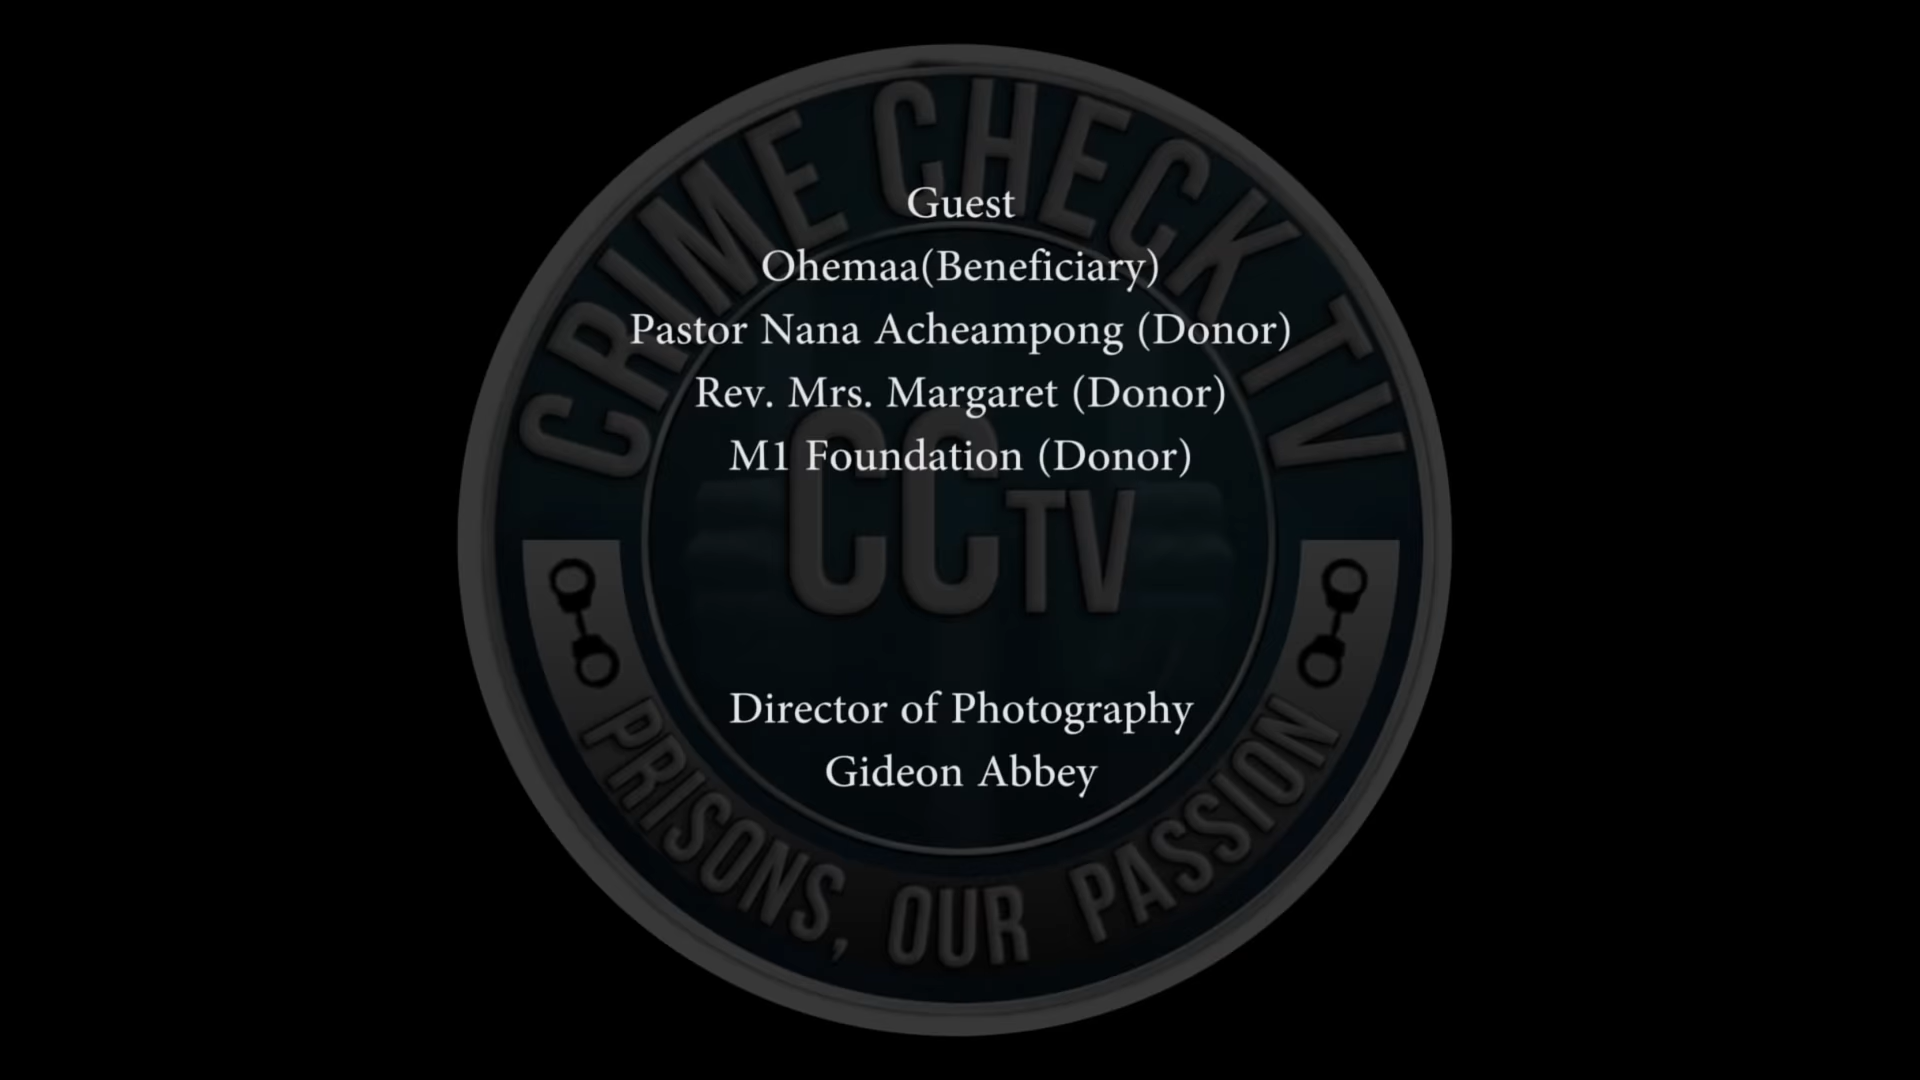 CRIME CHECK TV
Guest
Ohemaa(Beneficiary)
Pastor Nana Acheampong (Donor)
Rev. Mrs. Margaret (Donor)
M1 Foundation (Donor)
CCTV
Director of Photography
Gideon Abbey
PRISONS, OUR PASSION